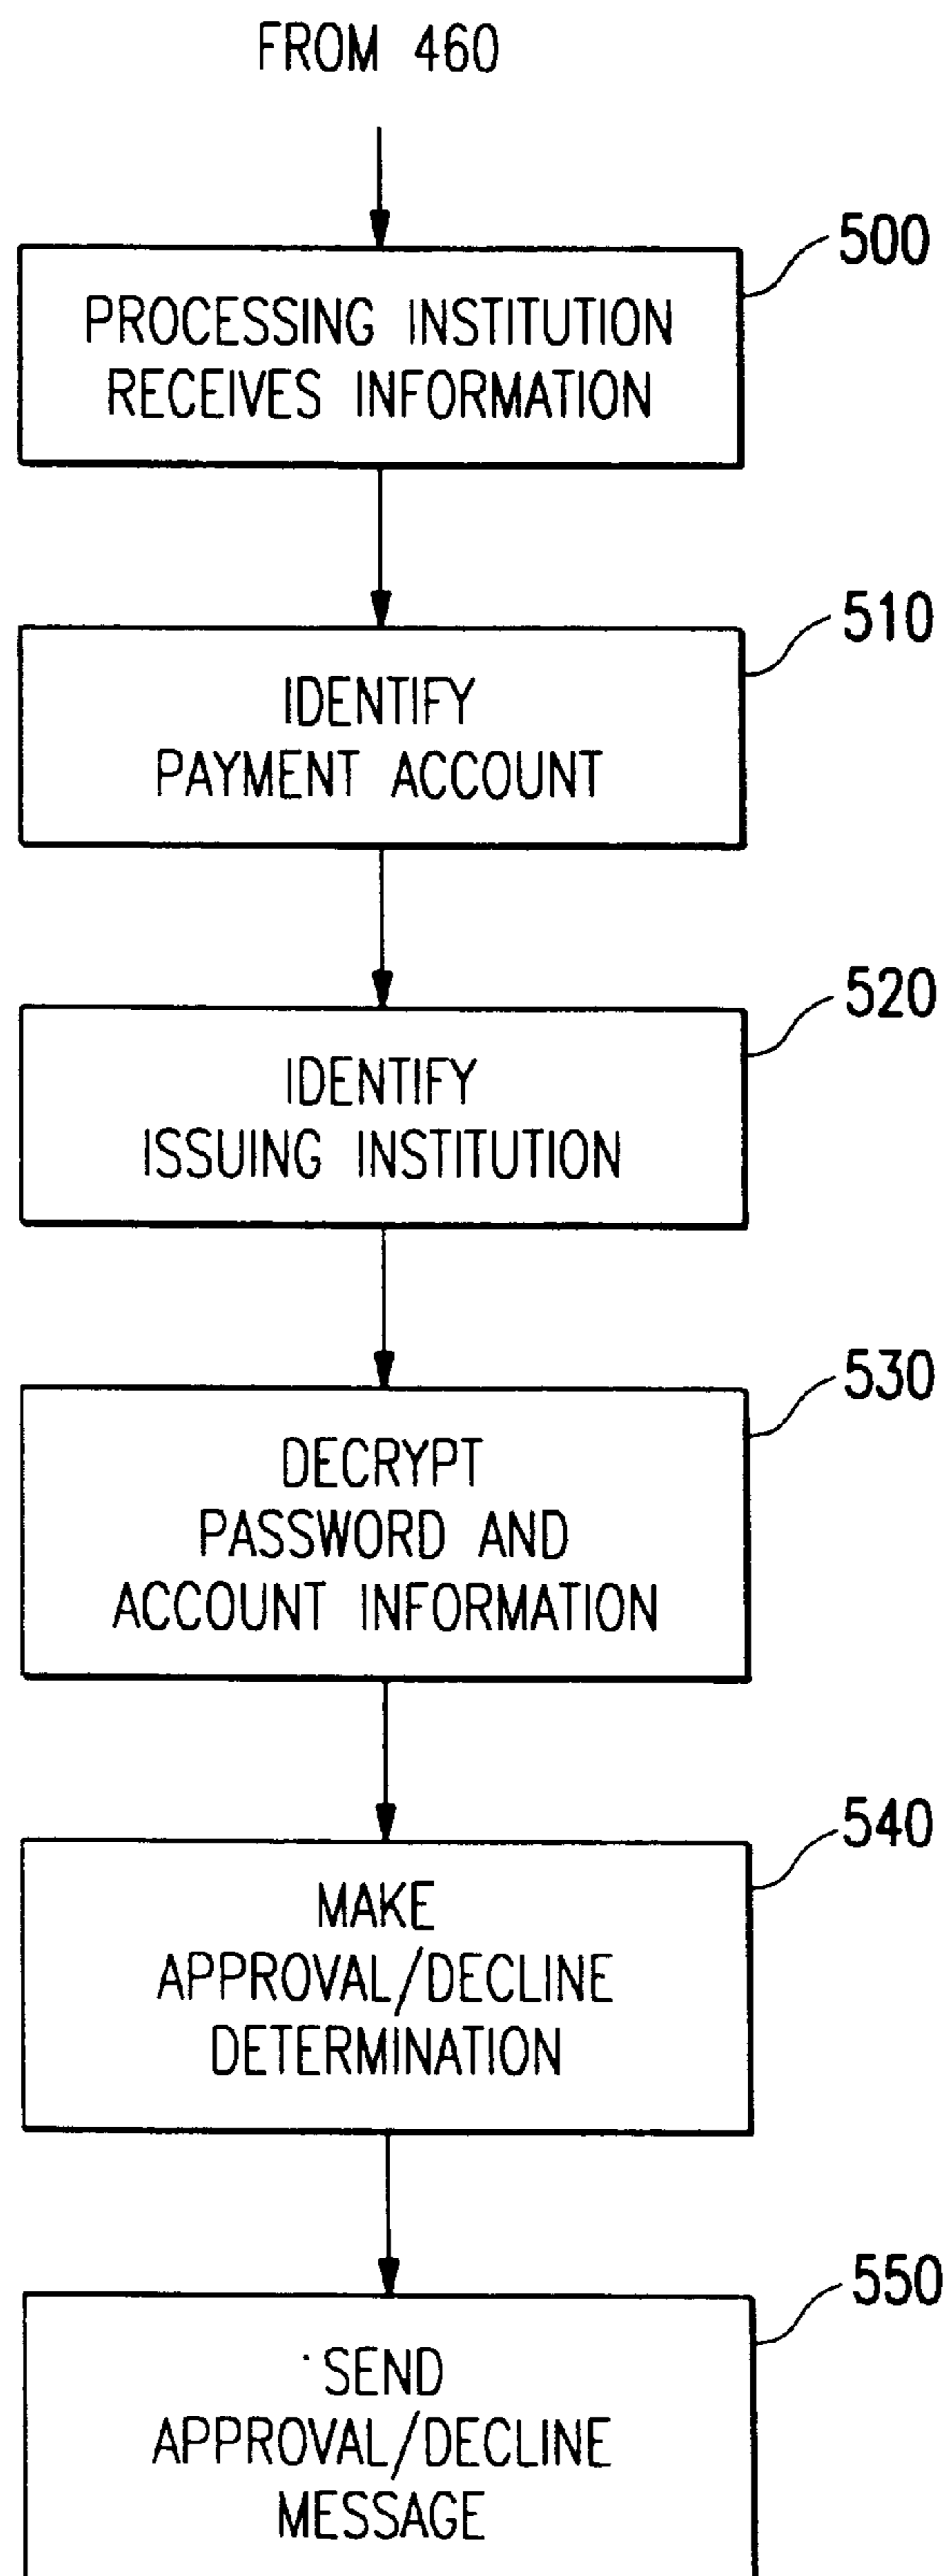 FROM 460
500
PROCESSING INSTITUTION
RECEIVES INFORMATION
510
IDENTIFY
PAYMENT ACCOUNT
520
IDENTIFY
ISSUING INSTITUTION
530
DECRYPT
PASSWORD AND
ACCOUNT INFORMATION
540
MAKE
APPROVAL/DECLINE
DETERMINATION
550
SEND
APPROVAL/DECLINE
MESSAGE